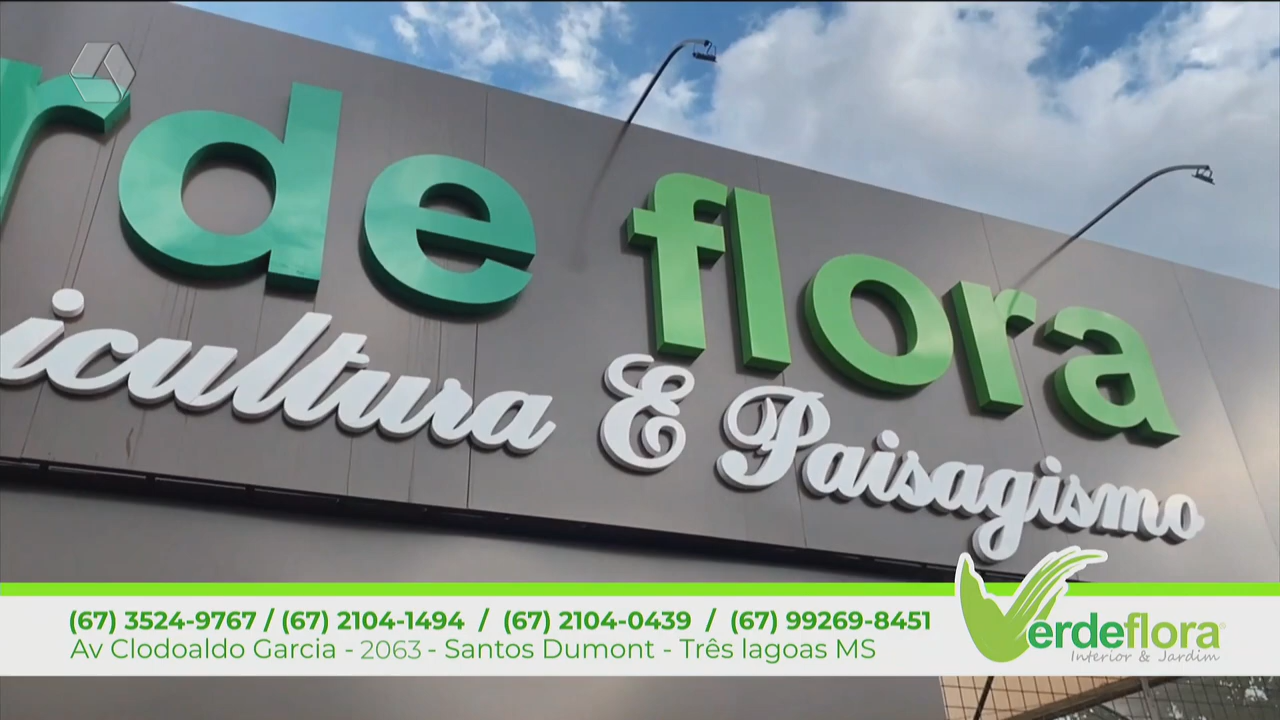 rde flora
icultura E Paisagismo
(67) 3524-9767 / (67) 2104-1494 / (67) 2104-0439 / (67) 99269-8451
Av Clodoaldo Garcia - 2063 - Santos Dumont - Três lagoas MS
Verdeflora
Interior & Jardim